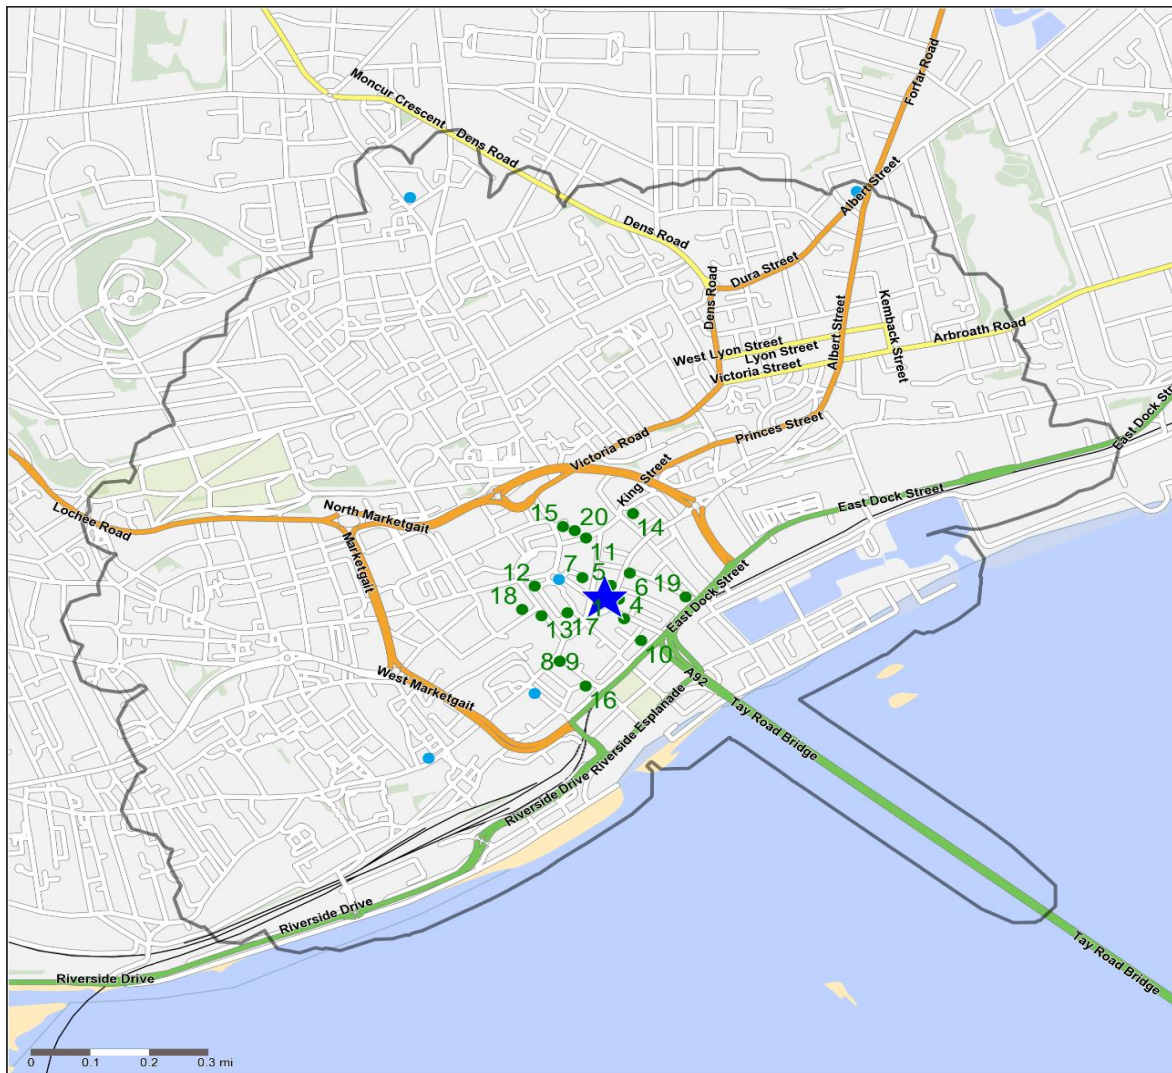 Forfar Road
Moncur Crescent
Dens Road
Albert Street
Dens Road
Dura Street
Dens Road
Kemback Street
Albert Street
Arbroath Road
West Lyon Street
Lyon Street
Victoria Street
East Dock Str
Princes Street
Victoria Road
King Street
East Dock Street
North Marketgait
Lochee Road
Marketgait
15
20
14
11
7
5
12
6
19
18
1
4
13
17
East Dock Street
10
8
9
16
A92
West Marketgait
Tay Road Bridge
Riverside Esplanade
Riverside Drive
Riverside Drive
Tay Road Bridge
Riverside Drive
0
0.1
0.2
0.3 mi